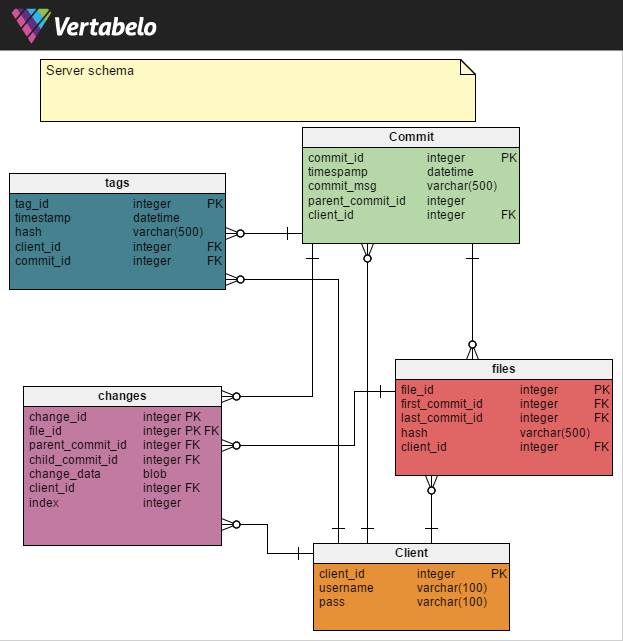 Vertabelo
Server schema
Commit
commit_id integer PK
timespamp datetime
commit_msg varchar(500)
parent_commit_id integer
client_id integer FK
tags
tag_id integer PK
timestamp datetime
hash varchar(500)
client_id integer FK
commit_id integer FK
files
file_id integer PK
first_commit_id integer FK
last_commit_id integer FK
hash varchar(500)
client_id integer FK
changes
change_id integer PK
file_id integer PK FK
parent_commit_id integer FK
child_commit_id integer FK
change_data blob
client_id integer FK
index integer
Client
client_id integer PK
username varchar(100)
pass varchar(100)